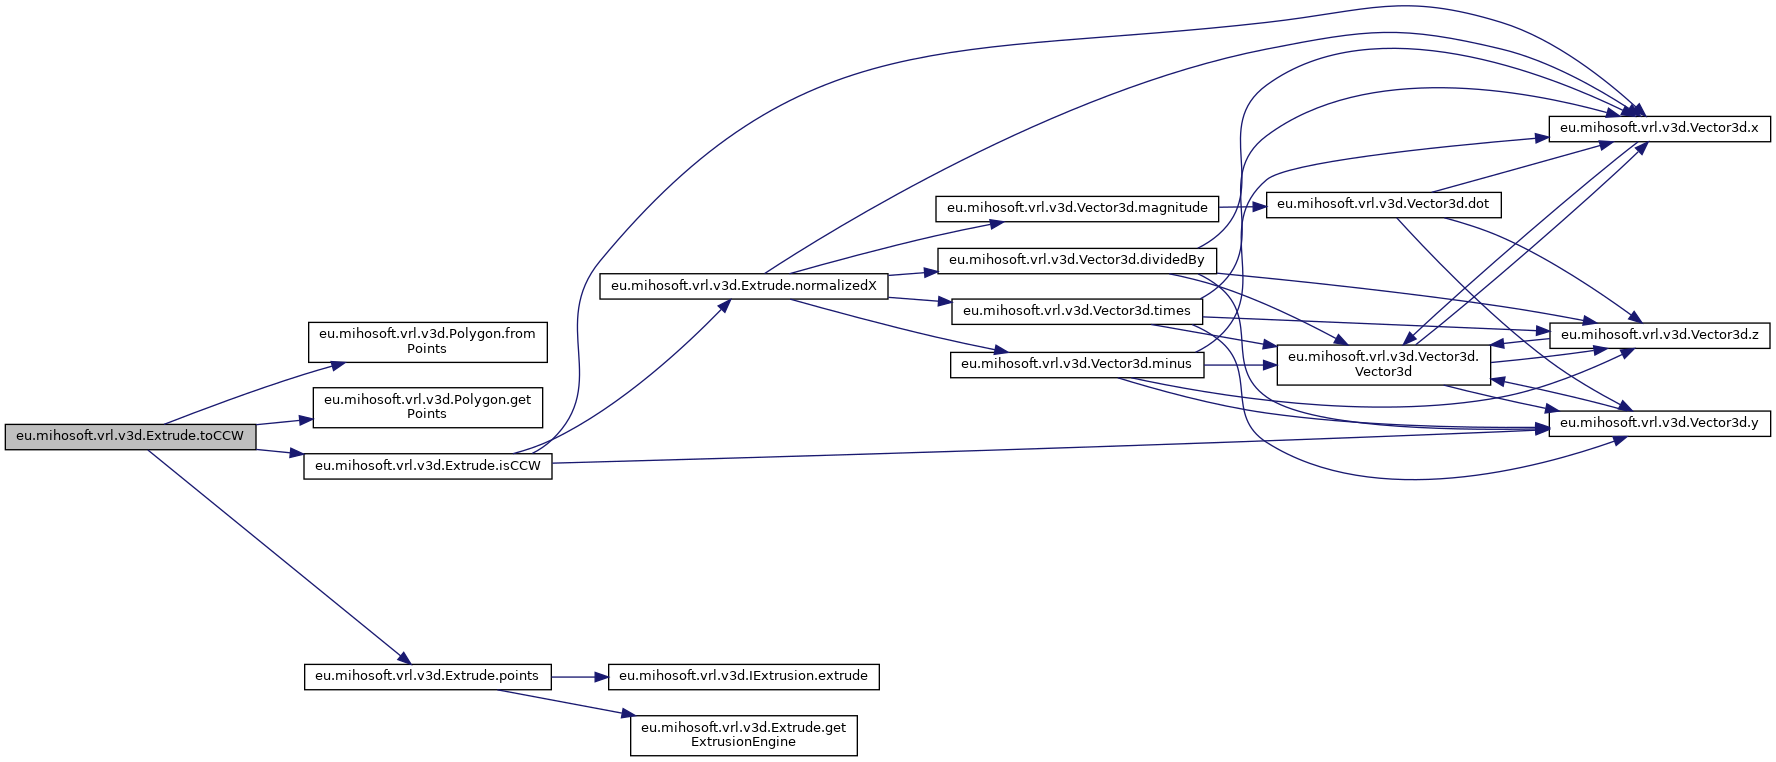 eu.mihosoft.vrl.v3d.Extrude.toCCW
eu.mihosoft.vrl.v3d.Polygon.from
Points
eu.mihosoft.vrl.v3d.Polygon.get
Points
eu.mihosoft.vrl.v3d.Extrude.isCCW
eu.mihosoft.vrl.v3d.Extrude.points
eu.mihosoft.vrl.v3d.Extrude.normalizedX
eu.mihosoft.vrl.v3d.IExtrusion.extrude
eu.mihosoft.vrl.v3d.Extrude.get
ExtrusionEngine
eu.mihosoft.vrl.v3d.Vector3d.magnitude
eu.mihosoft.vrl.v3d.Vector3d.dividedBy
eu.mihosoft.vrl.v3d.Vector3d.times
eu.mihosoft.vrl.v3d.Vector3d.minus
eu.mihosoft.vrl.v3d.Vector3d.dot
eu.mihosoft.vrl.v3d.Vector3d.
Vector3d
eu.mihosoft.vrl.v3d.Vector3d.x
eu.mihosoft.vrl.v3d.Vector3d.z
eu.mihosoft.vrl.v3d.Vector3d.y